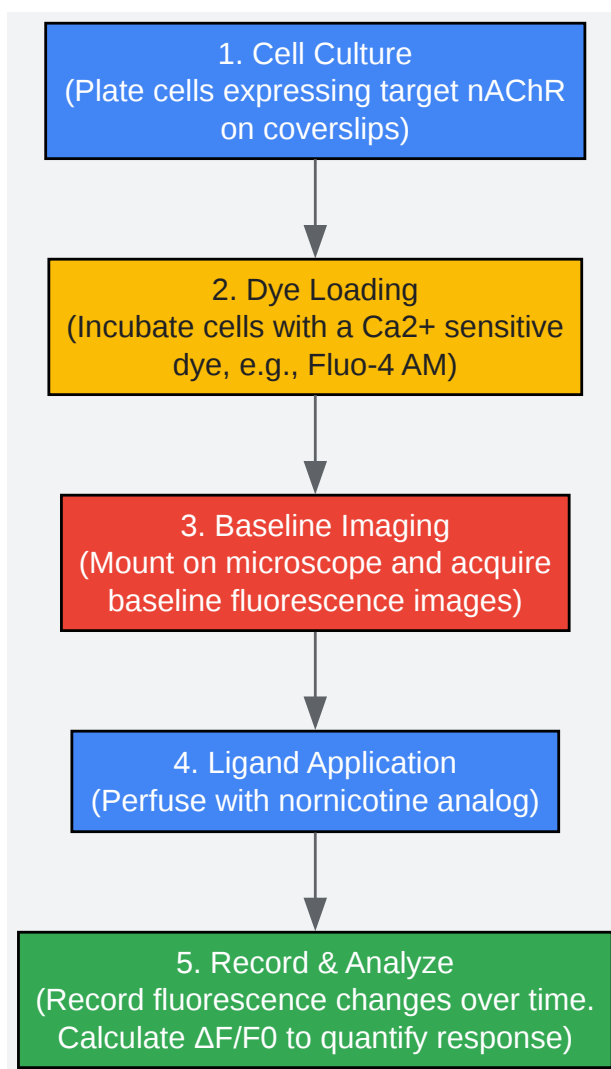 1. Cell Culture
(Plate cells expressing target nAChR
on coverslips)
2. Dye Loading
(Incubate cells with a Ca2+ sensitive
dye, e.g., Fluo-4 AM)
3. Baseline Imaging
(Mount on microscope and acquire
baseline fluorescence images)
4. Ligand Application
(Perfuse with nornicotine analog)
5. Record & Analyze
(Record fluorescence changes over time.
Calculate ΔF/F0 to quantify response)